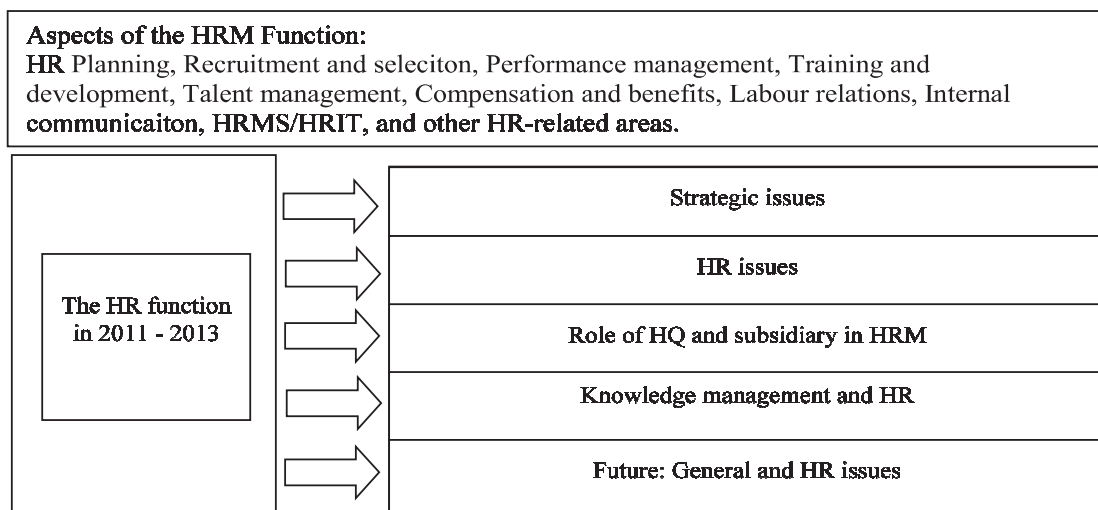 Aspects of the HRM Function:
HR Planning, Recruitment and seleciton, Performance management, Training and
development, Talent management, Compensation and benefits, Labour relations, Internal
communicaiton, HRMS/HRIT, and other HR-related areas.
The HR function
in 2011 - 2013
Strategic issues
HR issues
Role of HQ and subsidiary in HRM
Knowledge management and HR
Future: General and HR issues